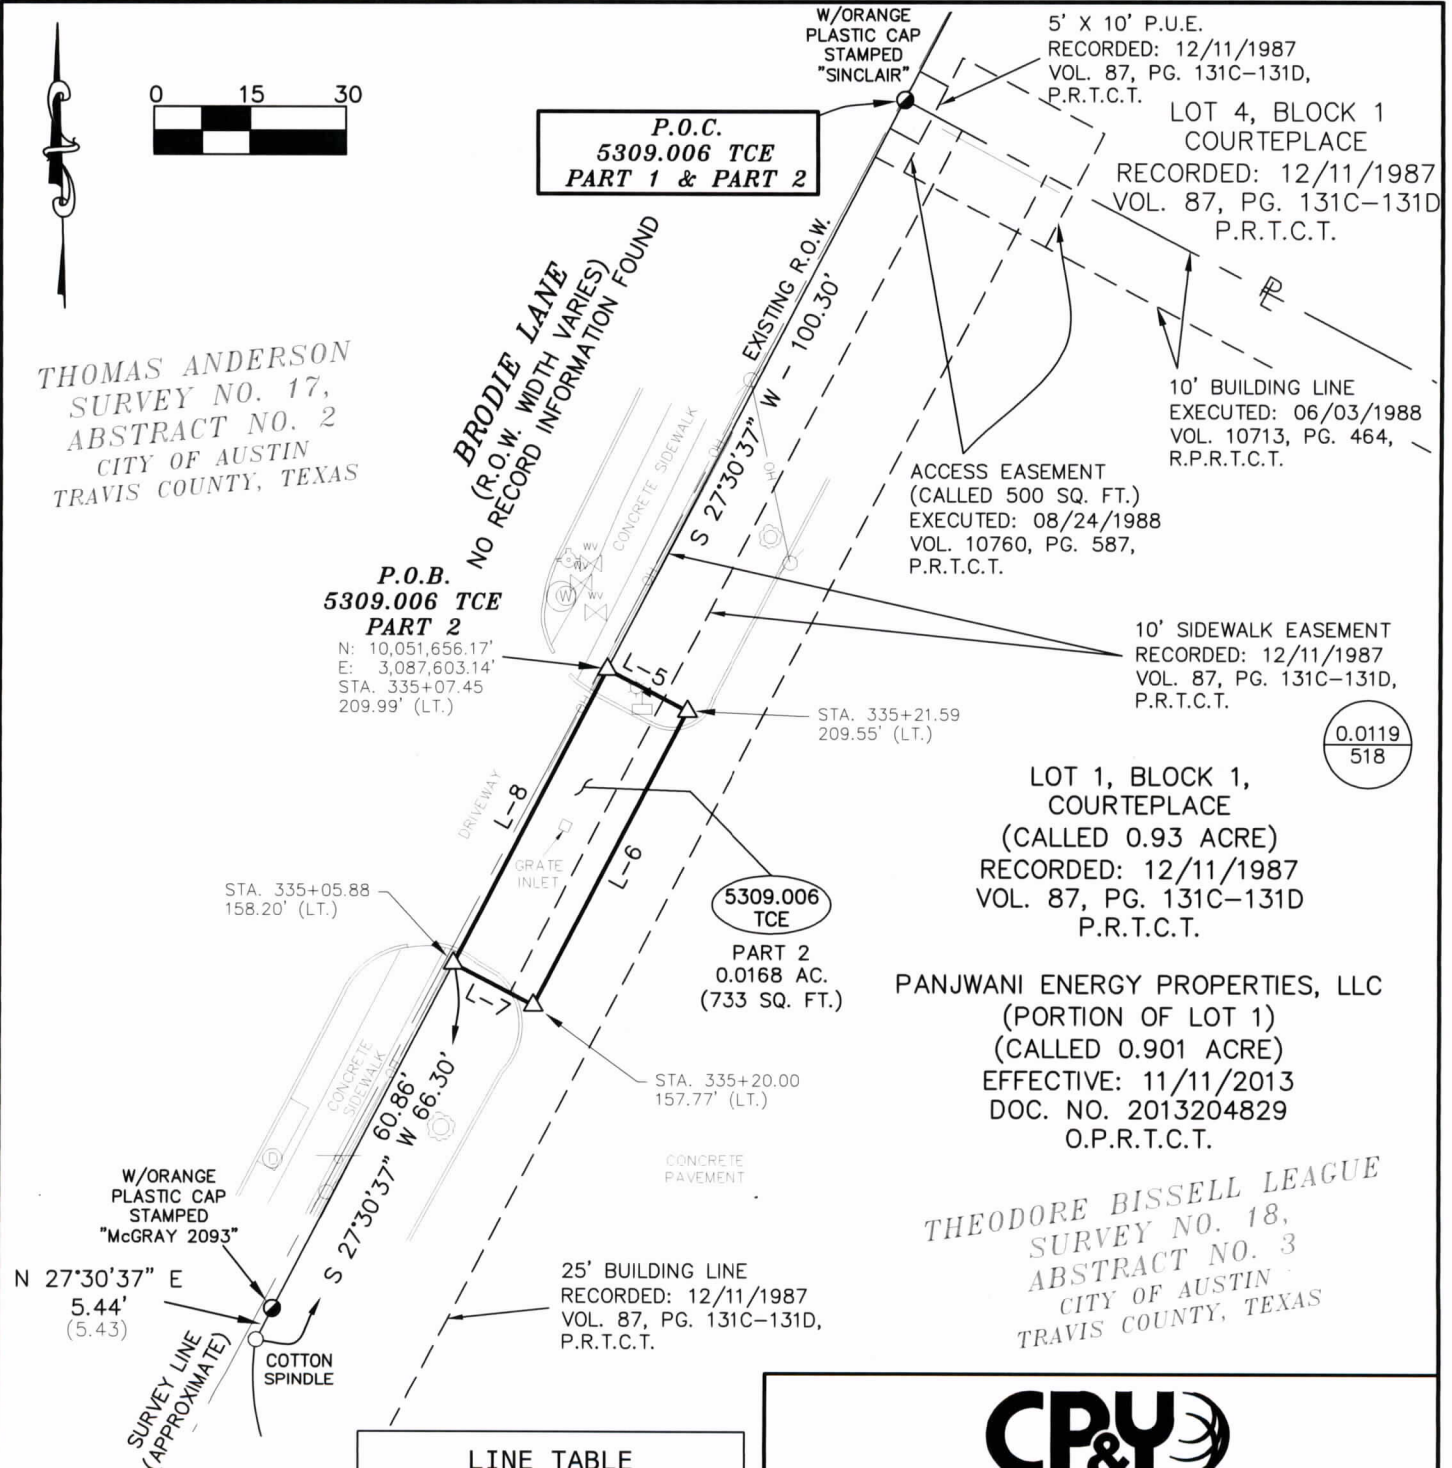 W/ORANGE
PLASTIC CAP
STAMPED
"SINCLAIR"
5' X 10' P.U.E.
RECORDED: 12/11/1987
VOL. 87, PG. 131C-131D,
P.R.T.C.T.
0 15 30
P.O.C.
5309.006 TCE
PART 1 & PART 2
LOT 4, BLOCK 1
COURTEPLACE
RECORDED: 12/11/1987
VOL. 87, PG. 131C-131D
P.R.T.C.T.
BRODIE LANE
(R.O.W. WIDTH VARIES)
NO RECORD INFORMATION FOUND
EXISTING R.O.W.
S 27°30'37" W - 100.30'
THOMAS ANDERSON
SURVEY NO. 17,
ABSTRACT NO. 2
CITY OF AUSTIN
TRAVIS COUNTY, TEXAS
PL
10' BUILDING LINE
EXECUTED: 06/03/1988
VOL. 10713, PG. 464,
R.P.R.T.C.T.
ACCESS EASEMENT
(CALLED 500 SQ. FT.)
EXECUTED: 08/24/1988
VOL. 10760, PG. 587,
P.R.T.C.T.
CONCRETE SIDEWALK
OH
OH
OH
OH
WV
WV
WV
W
P.O.B.
5309.006 TCE
PART 2
N: 10,051,656.17'
E: 3,087,603.14'
STA. 335+07.45
209.99' (LT.)
L-5
10' SIDEWALK EASEMENT
RECORDED: 12/11/1987
VOL. 87, PG. 131C-131D,
P.R.T.C.T.
STA. 335+21.59
209.55' (LT.)
0.0119
518
LOT 1, BLOCK 1,
COURTEPLACE
(CALLED 0.93 ACRE)
RECORDED: 12/11/1987
VOL. 87, PG. 131C-131D
P.R.T.C.T.
DRIVEWAY
L-8
GRATE
INLET
L-6
STA. 335+05.88
158.20' (LT.)
5309.006
TCE
PART 2
0.0168 AC.
(733 SQ. FT.)
PANJWANI ENERGY PROPERTIES, LLC
(PORTION OF LOT 1)
(CALLED 0.901 ACRE)
EFFECTIVE: 11/11/2013
DOC. NO. 2013204829
O.P.R.T.C.T.
L-7
STA. 335+20.00
157.77' (LT.)
CONCRETE
SIDEWALK
OH
D
60.86'
S 27°30'37" W 66.30'
CONCRETE
PAVEMENT
W/ORANGE
PLASTIC CAP
STAMPED
"McGRAY 2093"
THEODORE BISSELL LEAGUE
SURVEY NO. 18,
ABSTRACT NO. 3
CITY OF AUSTIN
TRAVIS COUNTY, TEXAS
N 27°30'37" E
5.44'
(5.43)
25' BUILDING LINE
RECORDED: 12/11/1987
VOL. 87, PG. 131C-131D,
P.R.T.C.T.
COTTON
SPINDLE
SURVEY LINE
(APPROXIMATE)
LINE TABLE
CP&Y